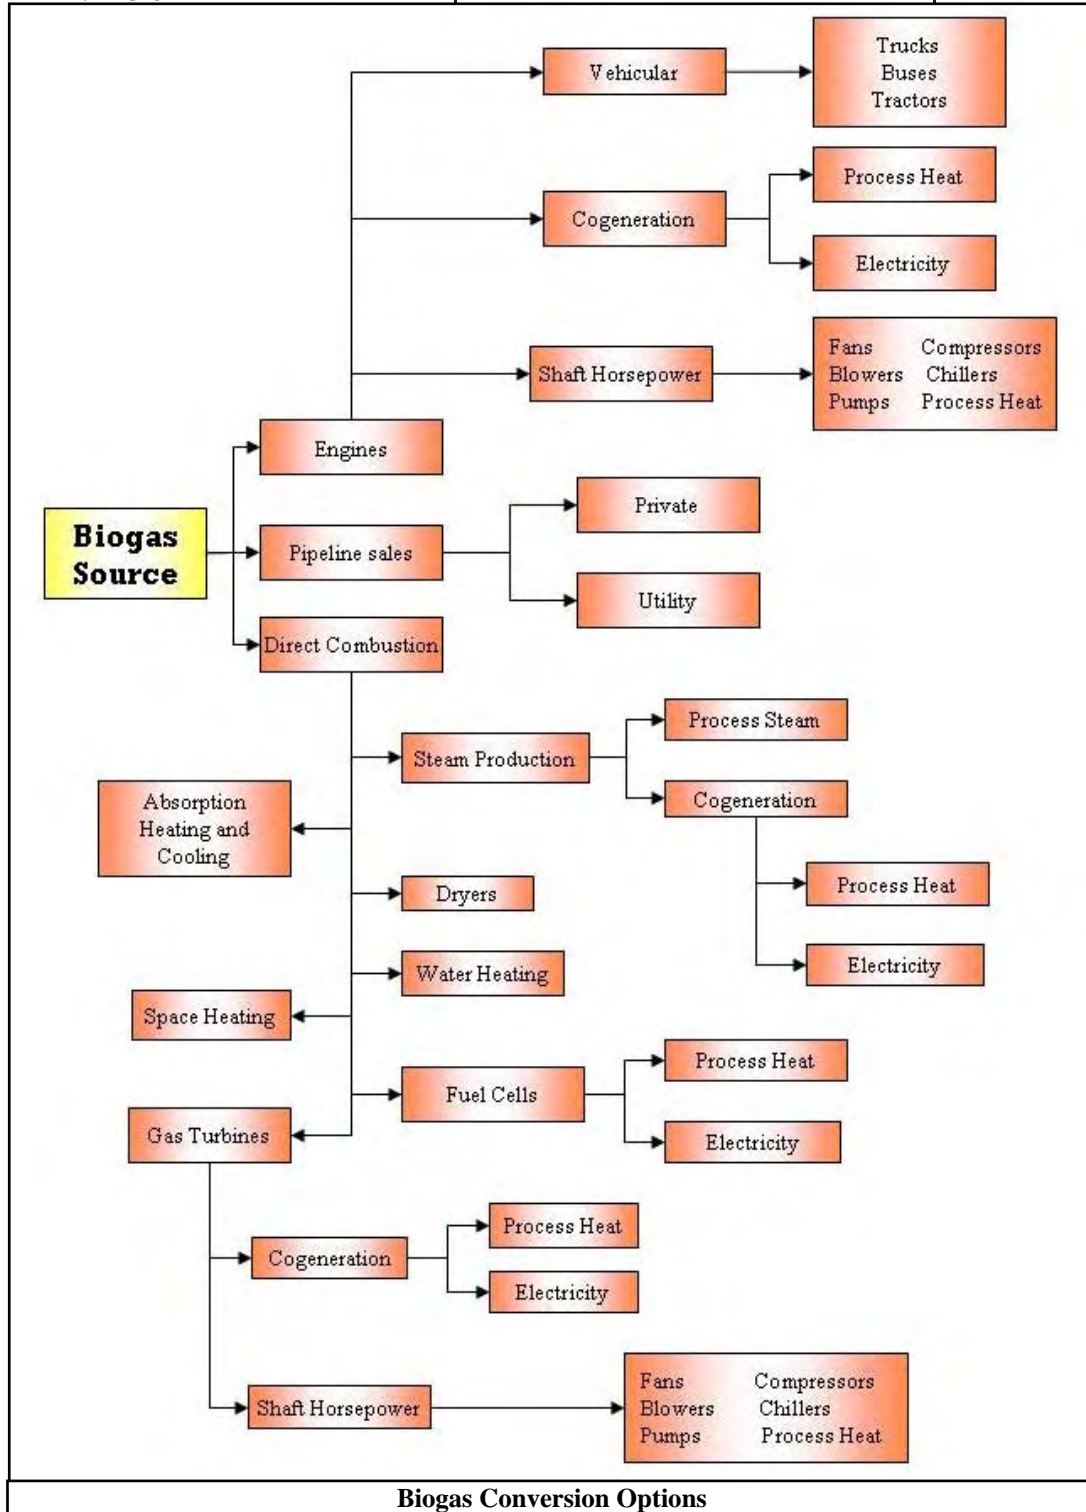 Vehicular
Trucks
Buses
Tractors
Cogeneration
Process Heat
Electricity
Shaft Horsepower
Fans Compressors
Blowers Chillers
Pumps Process Heat
Engines
Biogas
Source
Pipeline sales
Private
Utility
Direct Combustion
Steam Production
Process Steam
Cogeneration
Process Heat
Electricity
Absorption
Heating and
Cooling
Dryers
Water Heating
Space Heating
Fuel Cells
Process Heat
Electricity
Gas Turbines
Cogeneration
Process Heat
Electricity
Shaft Horsepower
Fans Compressors
Blowers Chillers
Pumps Process Heat
Biogas Conversion Options